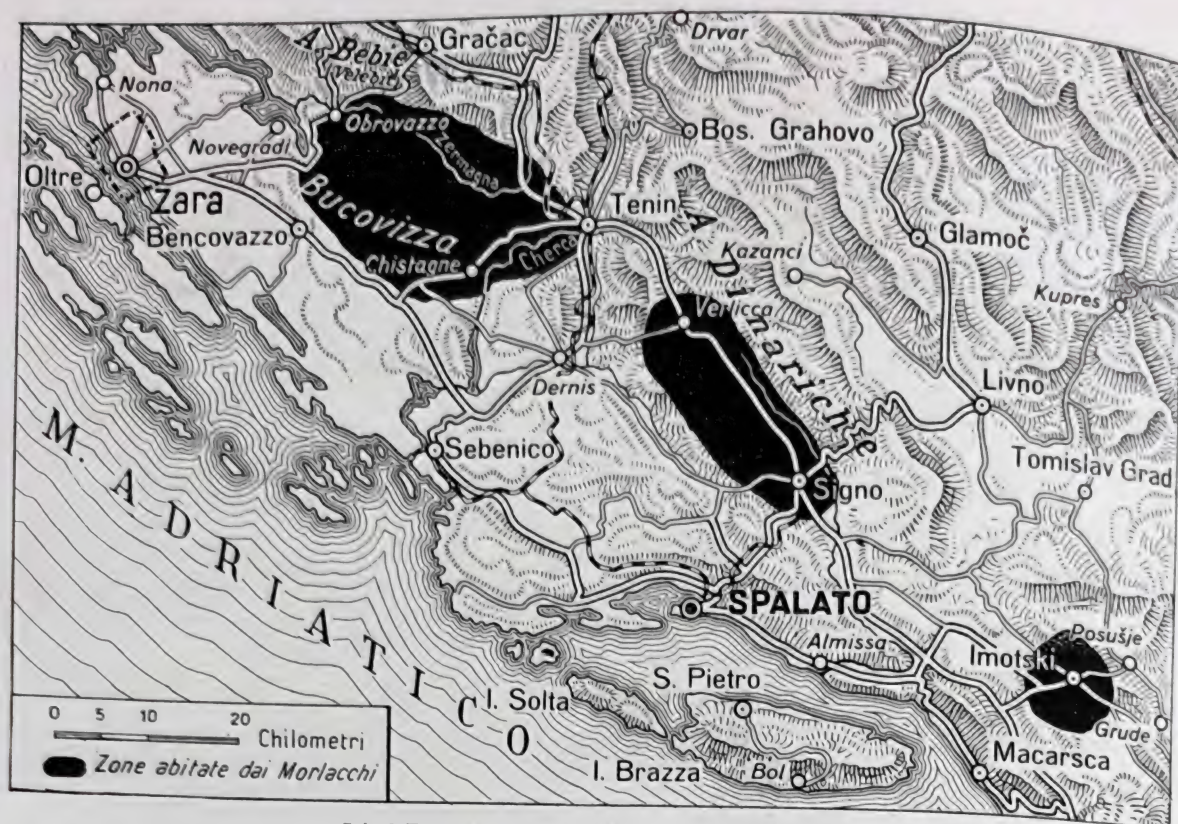 Gračac
Drvar
A
Bebie
Velebiti
Nona
Obrovazzo
Bos. Grahovo
Novegradi
Zermagna
Oltre
Zara
Bucovizza
Tenin
A. Dinariche
Glamoč
Bencovazzo
Chistagne
Cherca
Kazanci
Kupres
Verlicca
Dernis
Livno
Sebenico
Tomislav Grad
Signo
M. ADRIATICO
SPALATO
Almissa
Posušje
Imotski
I. Solta
S. Pietro
Grude
Macarsca
I. Brazza
Bol
0 5 10 20
Chilometri
Zone abitate dai Morlacchi